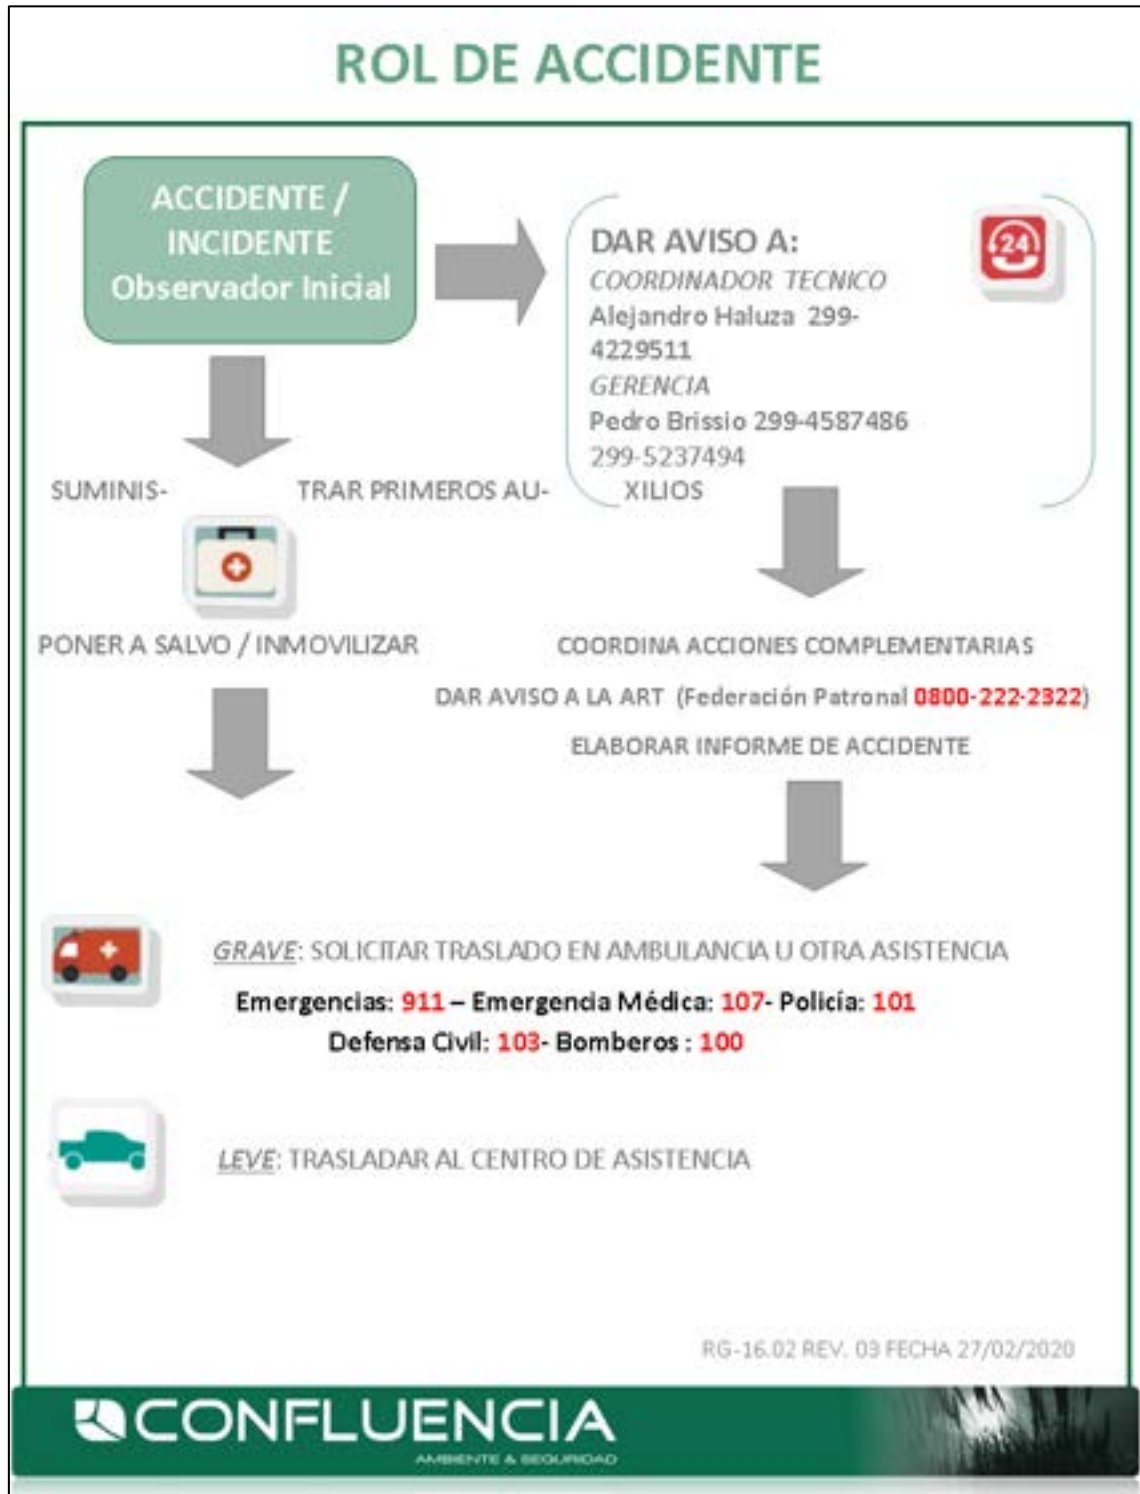 ROL DE ACCIDENTE
ACCIDENTE /
INCIDENTE
Observador Inicial
DAR AVISO A:
COORDINADOR TECNICO
Alejandro Haluza 299-
4229511
GERENCIA
Pedro Brissio 299-4587486
299-5237494
24
SUMINIS- TRAR PRIMEROS AU- XILIOS
PONER A SALVO / INMOVILIZAR
COORDINA ACCIONES COMPLEMENTARIAS
DAR AVISO A LA ART (Federación Patronal 0800-222-2322)
ELABORAR INFORME DE ACCIDENTE
GRAVE: SOLICITAR TRASLADO EN AMBULANCIA U OTRA ASISTENCIA
Emergencias: 911 – Emergencia Médica: 107- Policía: 101
Defensa Civil: 103- Bomberos : 100
LEVE: TRASLADAR AL CENTRO DE ASISTENCIA
RG-16.02 REV. 03 FECHA 27/02/2020
CONFLUENCIA
AMBIENTE & SEGURIDAD